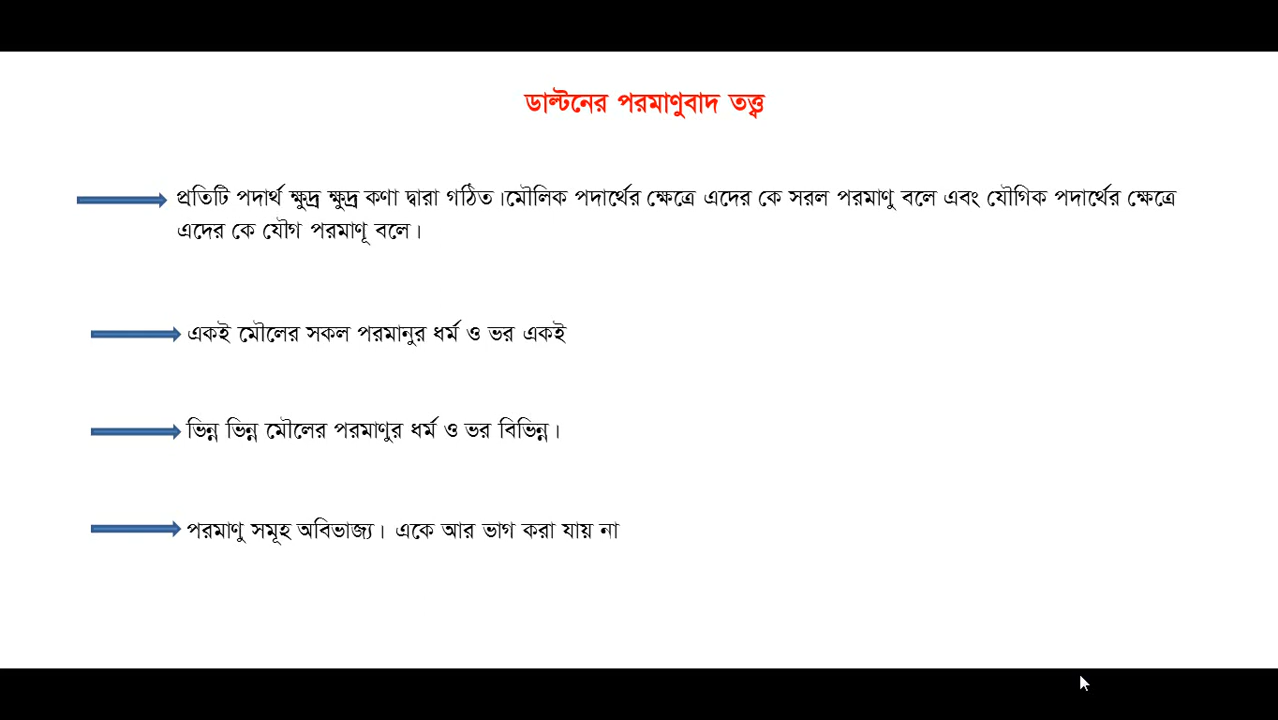 ডাল্টনের পরমাণুবাদ তত্ত্ব
প্রতিটি পদার্থ ক্ষুদ্র ক্ষুদ্র কণা দ্বারা গঠিত।মৌলিক পদার্থের ক্ষেত্রে এদের কে সরল পরমাণু বলে এবং যৌগিক পদার্থের ক্ষেত্রে
এদের কে যৌগ পরমাণূ বলে।
একই মৌলের সকল পরমানুর ধর্ম ও ভর একই
ভিন্ন ভিন্ন মৌলের পরমাণুর ধর্ম ও ভর বিভিন্ন।
পরমাণু সমূহ অবিভাজ্য। একে আর ভাগ করা যায় না